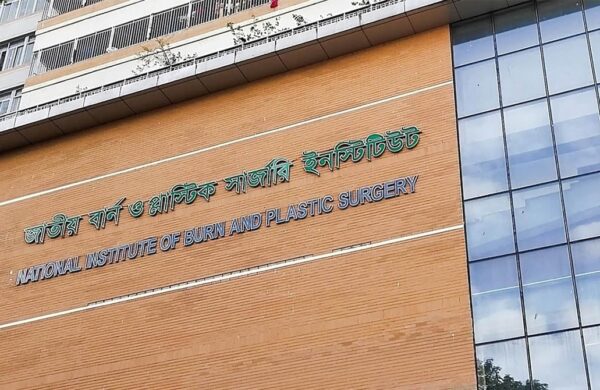 জাতীয় বার্ন ও প্লাস্টিক সার্জারি ইনস্টিটিউট
NATIONAL INSTITUTE OF BURN AND PLASTIC SURGERY